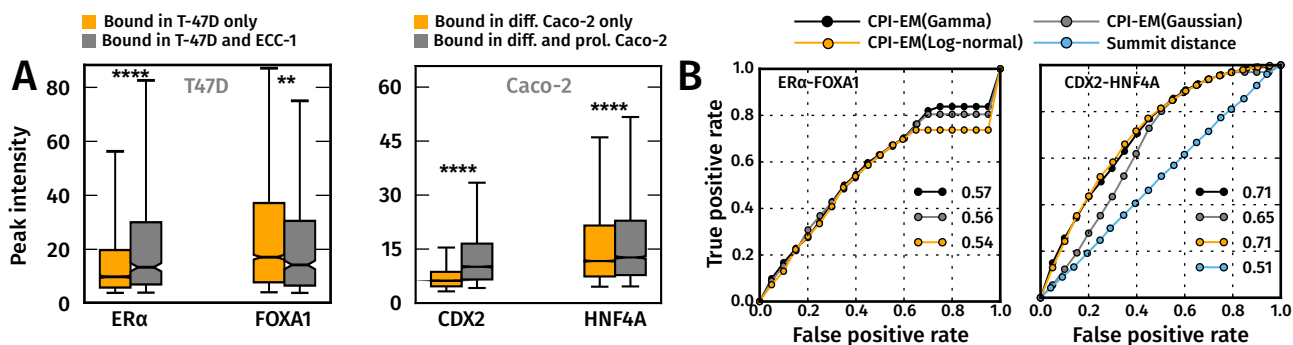 Bound in T-47D only
Bound in T-47D and ECC-1
Bound in diff. Caco-2 only
Bound in diff. and prol. Caco-2
CPI-EM(Gamma)
CPI-EM(Log-normal)
CPI-EM(Gaussian)
Summit distance
A
Peak intensity
80
60
40
20
0
T47D
****
**
ERα
FOXA1
60
45
30
15
0
Caco-2
****
****
CDX2
HNF4A
B
True positive rate
1.0
0.8
0.6
0.4
0.2
0.0
ERα-FOXA1
0.57
0.56
0.54
0.0 0.2 0.4 0.6 0.8 1.0
False positive rate
CDX2-HNF4A
0.71
0.65
0.71
0.51
0.0 0.2 0.4 0.6 0.8 1.0
False positive rate